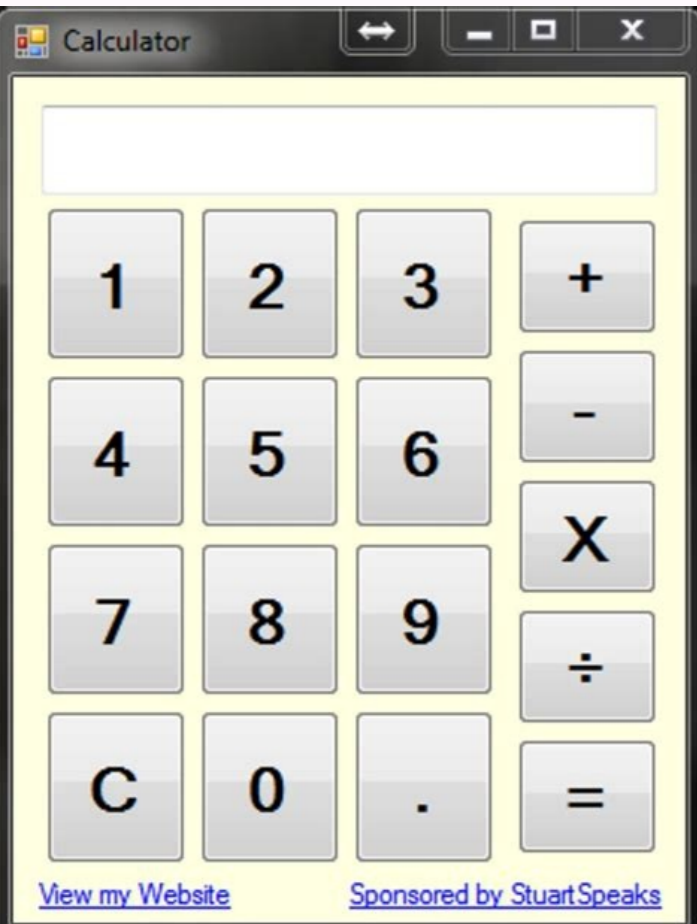 Calculator
1 2 3 +
4 5 6 -
X
7 8 9 ÷
C 0 . =
View my Website Sponsored by StuartSpeaks